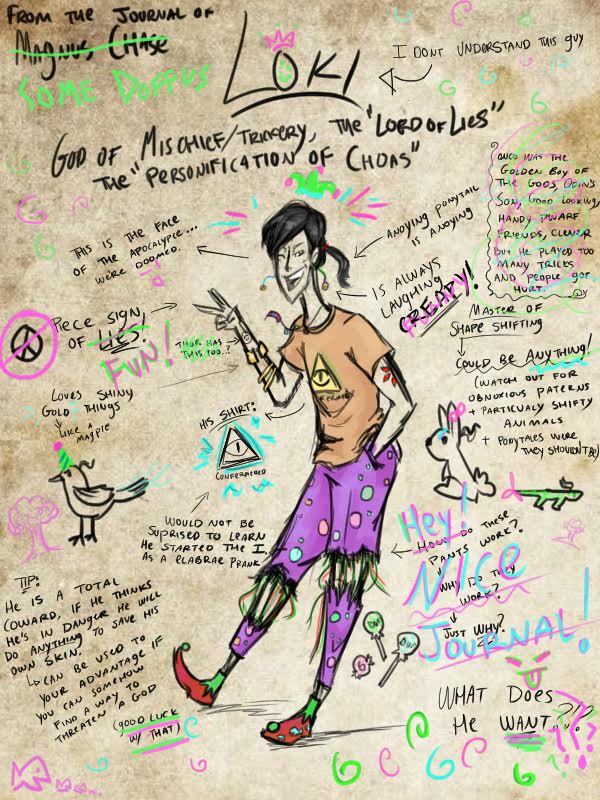 FROM THE JOURNAL OF
MAGNUS CHASE
SOME DOFFUS
LOKI
I DONT UNDERSTAND THIS GUY
GOD OF MISCHIEF/TRICKERY, THE "LORD OF LIES"
THE "PERSONIFICATION OF CHOAS"
ONCE WAS THE
GOLDEN BOY OF
THE GODS, ODEIN'S
SON, GOOD LOOKING,
HANDY DWARF
FRIENDS, CLEVER
BUT HE PLAYED TOO
MANY TRICKS
AND PEOPLE GOT
HURT.
ANOYING PONYTAIL
IS ANOYING
THIS IS THE FACE
OF THE APOCALYPSE...
WE'RE DOOMED.
IS ALWAYS
LAUGHING
CREAPY!
MASTER OF
SHAPE SHIFTING
COULD BE ANYTHING!
(WATCH OUT FOR
OBNOXIOUS PATERNS
+ PARTICULALY SHIFTY
ANIMALS
+ PONYTALES WERE
THEY SHOULDN'T BE)
PIECE SIGN
OF LIES!
FUN!
THOR HAS
THIS TOO..?
LOVES SHINY
GOLD THINGS
LIKE A
MAGPIE
HIS SHIRT:
CONFERMERED
WOULD NOT BE
SUPRISED TO LEARN
HE STARTED THE I.
AS A ELABRAE PRANK
HEY!
HOW DO THESE
PANTS WORK?
NICE
WHY DO THEY
WORK?
JOURNAL!
JUST WHY?
TIP:
HE IS A TOTAL
COWARD, IF HE THINKS
HE'S IN DANGER HE WILL
DO ANYTHING TO SAVE HIS
OWN SKIN.
CAN BE USED TO
YOUR ADVANTAGE IF
YOU CAN SOMEHOW
FIND A WAY TO
THREATEN A GOD
(GOOD LUCK
W/ THAT)
WHAT DOES
HE WANT?!?